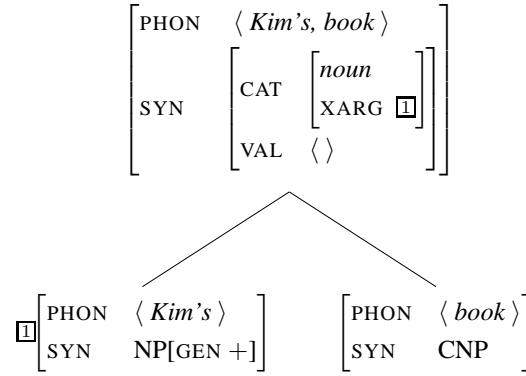 PHON ⟨ Kim's, book ⟩
SYN CAT noun
XARG 1
VAL ⟨ ⟩
1 PHON ⟨ Kim's ⟩ PHON ⟨ book ⟩
SYN NP[GEN +] SYN CNP